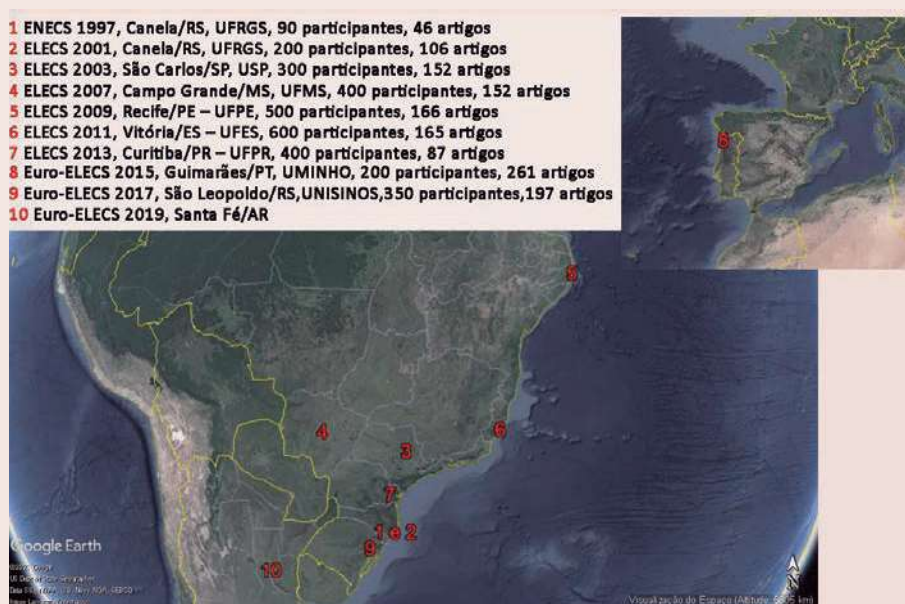 1 ENECS 1997, Canela/RS, UFRGS, 90 participantes, 46 artigos
2 ELECS 2001, Canela/RS, UFRGS, 200 participantes, 106 artigos
3 ELECS 2003, São Carlos/SP, USP, 300 participantes, 152 artigos
4 ELECS 2007, Campo Grande/MS, UFMS, 400 participantes, 152 artigos
5 ELECS 2009, Recife/PE – UFPE, 500 participantes, 166 artigos
6 ELECS 2011, Vitória/ES – UFES, 600 participantes, 165 artigos
7 ELECS 2013, Curitiba/PR – UFPR, 400 participantes, 87 artigos
8 Euro-ELECS 2015, Guimarães/PT, UMINHO, 200 participantes, 261 artigos
9 Euro-ELECS 2017, São Leopoldo/RS,UNISINOS,350 participantes,197 artigos
10 Euro-ELECS 2019, Santa Fé/AR
8
5
4
6
3
7
1 e 2
9
10
Google Earth
N
Visualização do Espaço (Altitude: